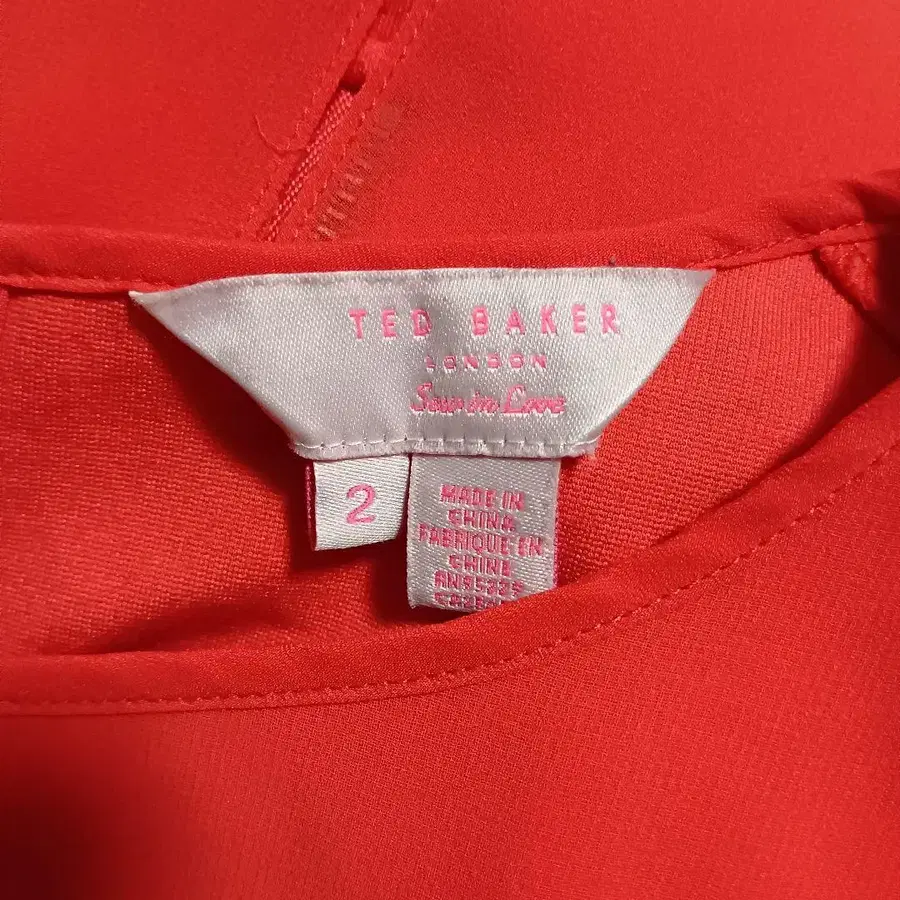 TED BAKER
LONDON
Sew in Love
2
MADE IN
CHINA
FABRIQUE EN
CHINE